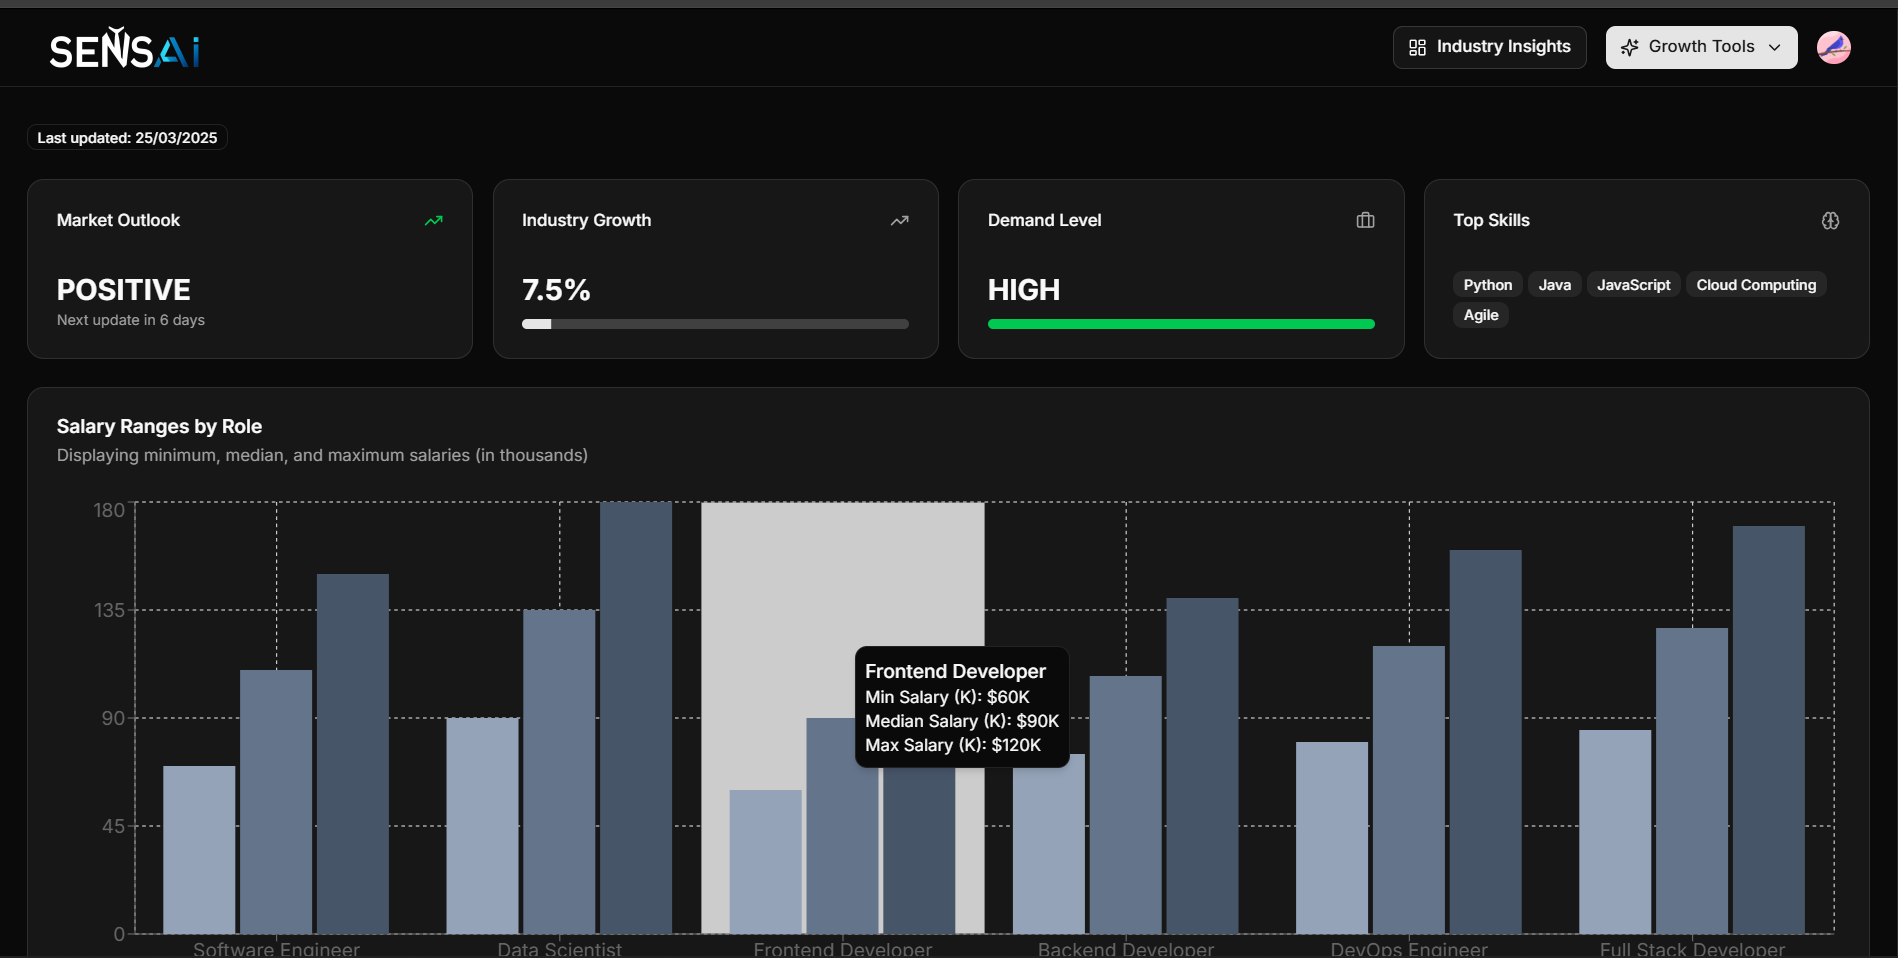 SENSAi
Industry Insights
Growth Tools
Last updated: 25/03/2025
Market Outlook
POSITIVE
Next update in 6 days
Industry Growth
7.5%
Demand Level
HIGH
Top Skills
Python Java JavaScript Cloud Computing
Agile
Salary Ranges by Role
Displaying minimum, median, and maximum salaries (in thousands)
180
135
90
45
0
Frontend Developer
Min Salary (K): $60K
Median Salary (K): $90K
Max Salary (K): $120K
Software Engineer Data Scientist Frontend Developer Backend Developer DevOps Engineer Full Stack Developer